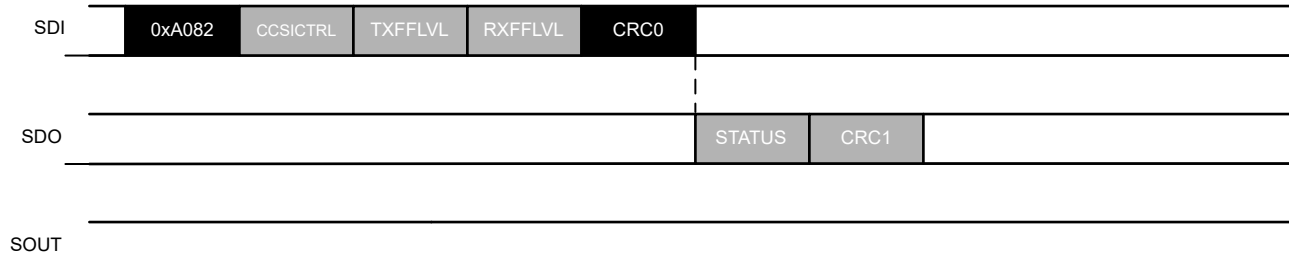 SDI 0xA082 CCSICTRL TXFFLVL RXFFLVL CRC0
SDO STATUS CRC1
SOUT